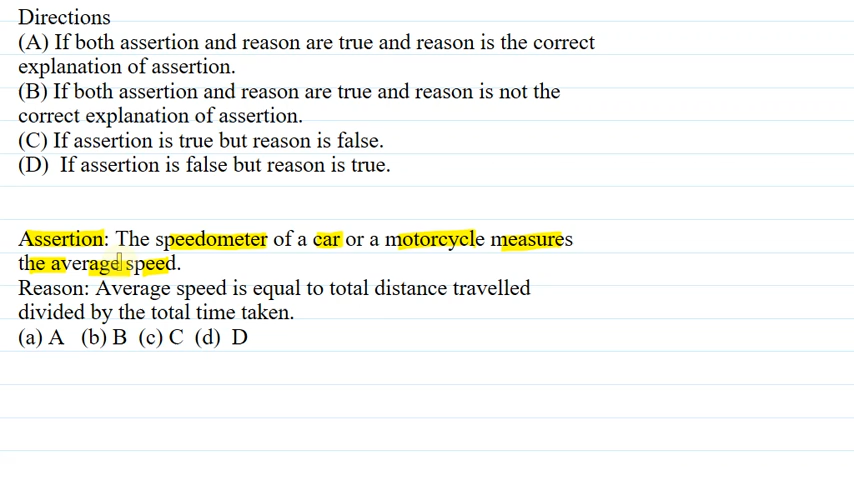 Directions
(A) If both assertion and reason are true and reason is the correct
explanation of assertion.
(B) If both assertion and reason are true and reason is not the
correct explanation of assertion.
(C) If assertion is true but reason is false.
(D) If assertion is false but reason is true.
Assertion: The speedometer of a car or a motorcycle measures
the average speed.
Reason: Average speed is equal to total distance travelled
divided by the total time taken.
(a) A (b) B (c) C (d) D